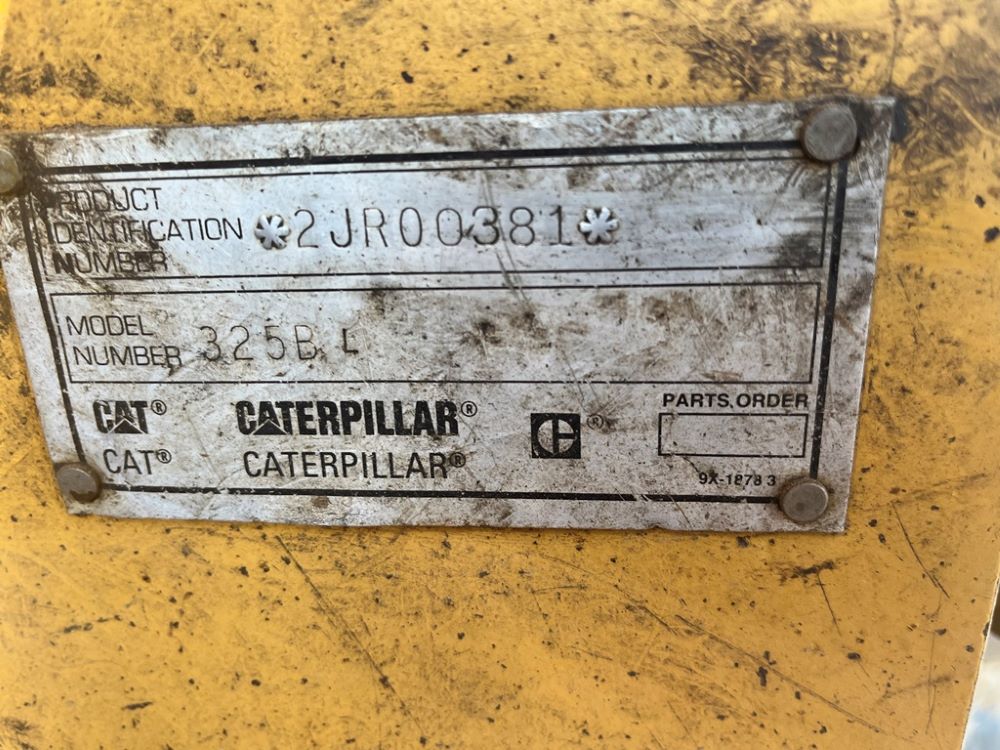 PRODUCT
IDENTIFICATION
NUMBER
*2JR00381*
MODEL
NUMBER
325B L
CAT® CATERPILLAR® ®
CAT® CATERPILLAR®
PARTS, ORDER
9X-1878 3